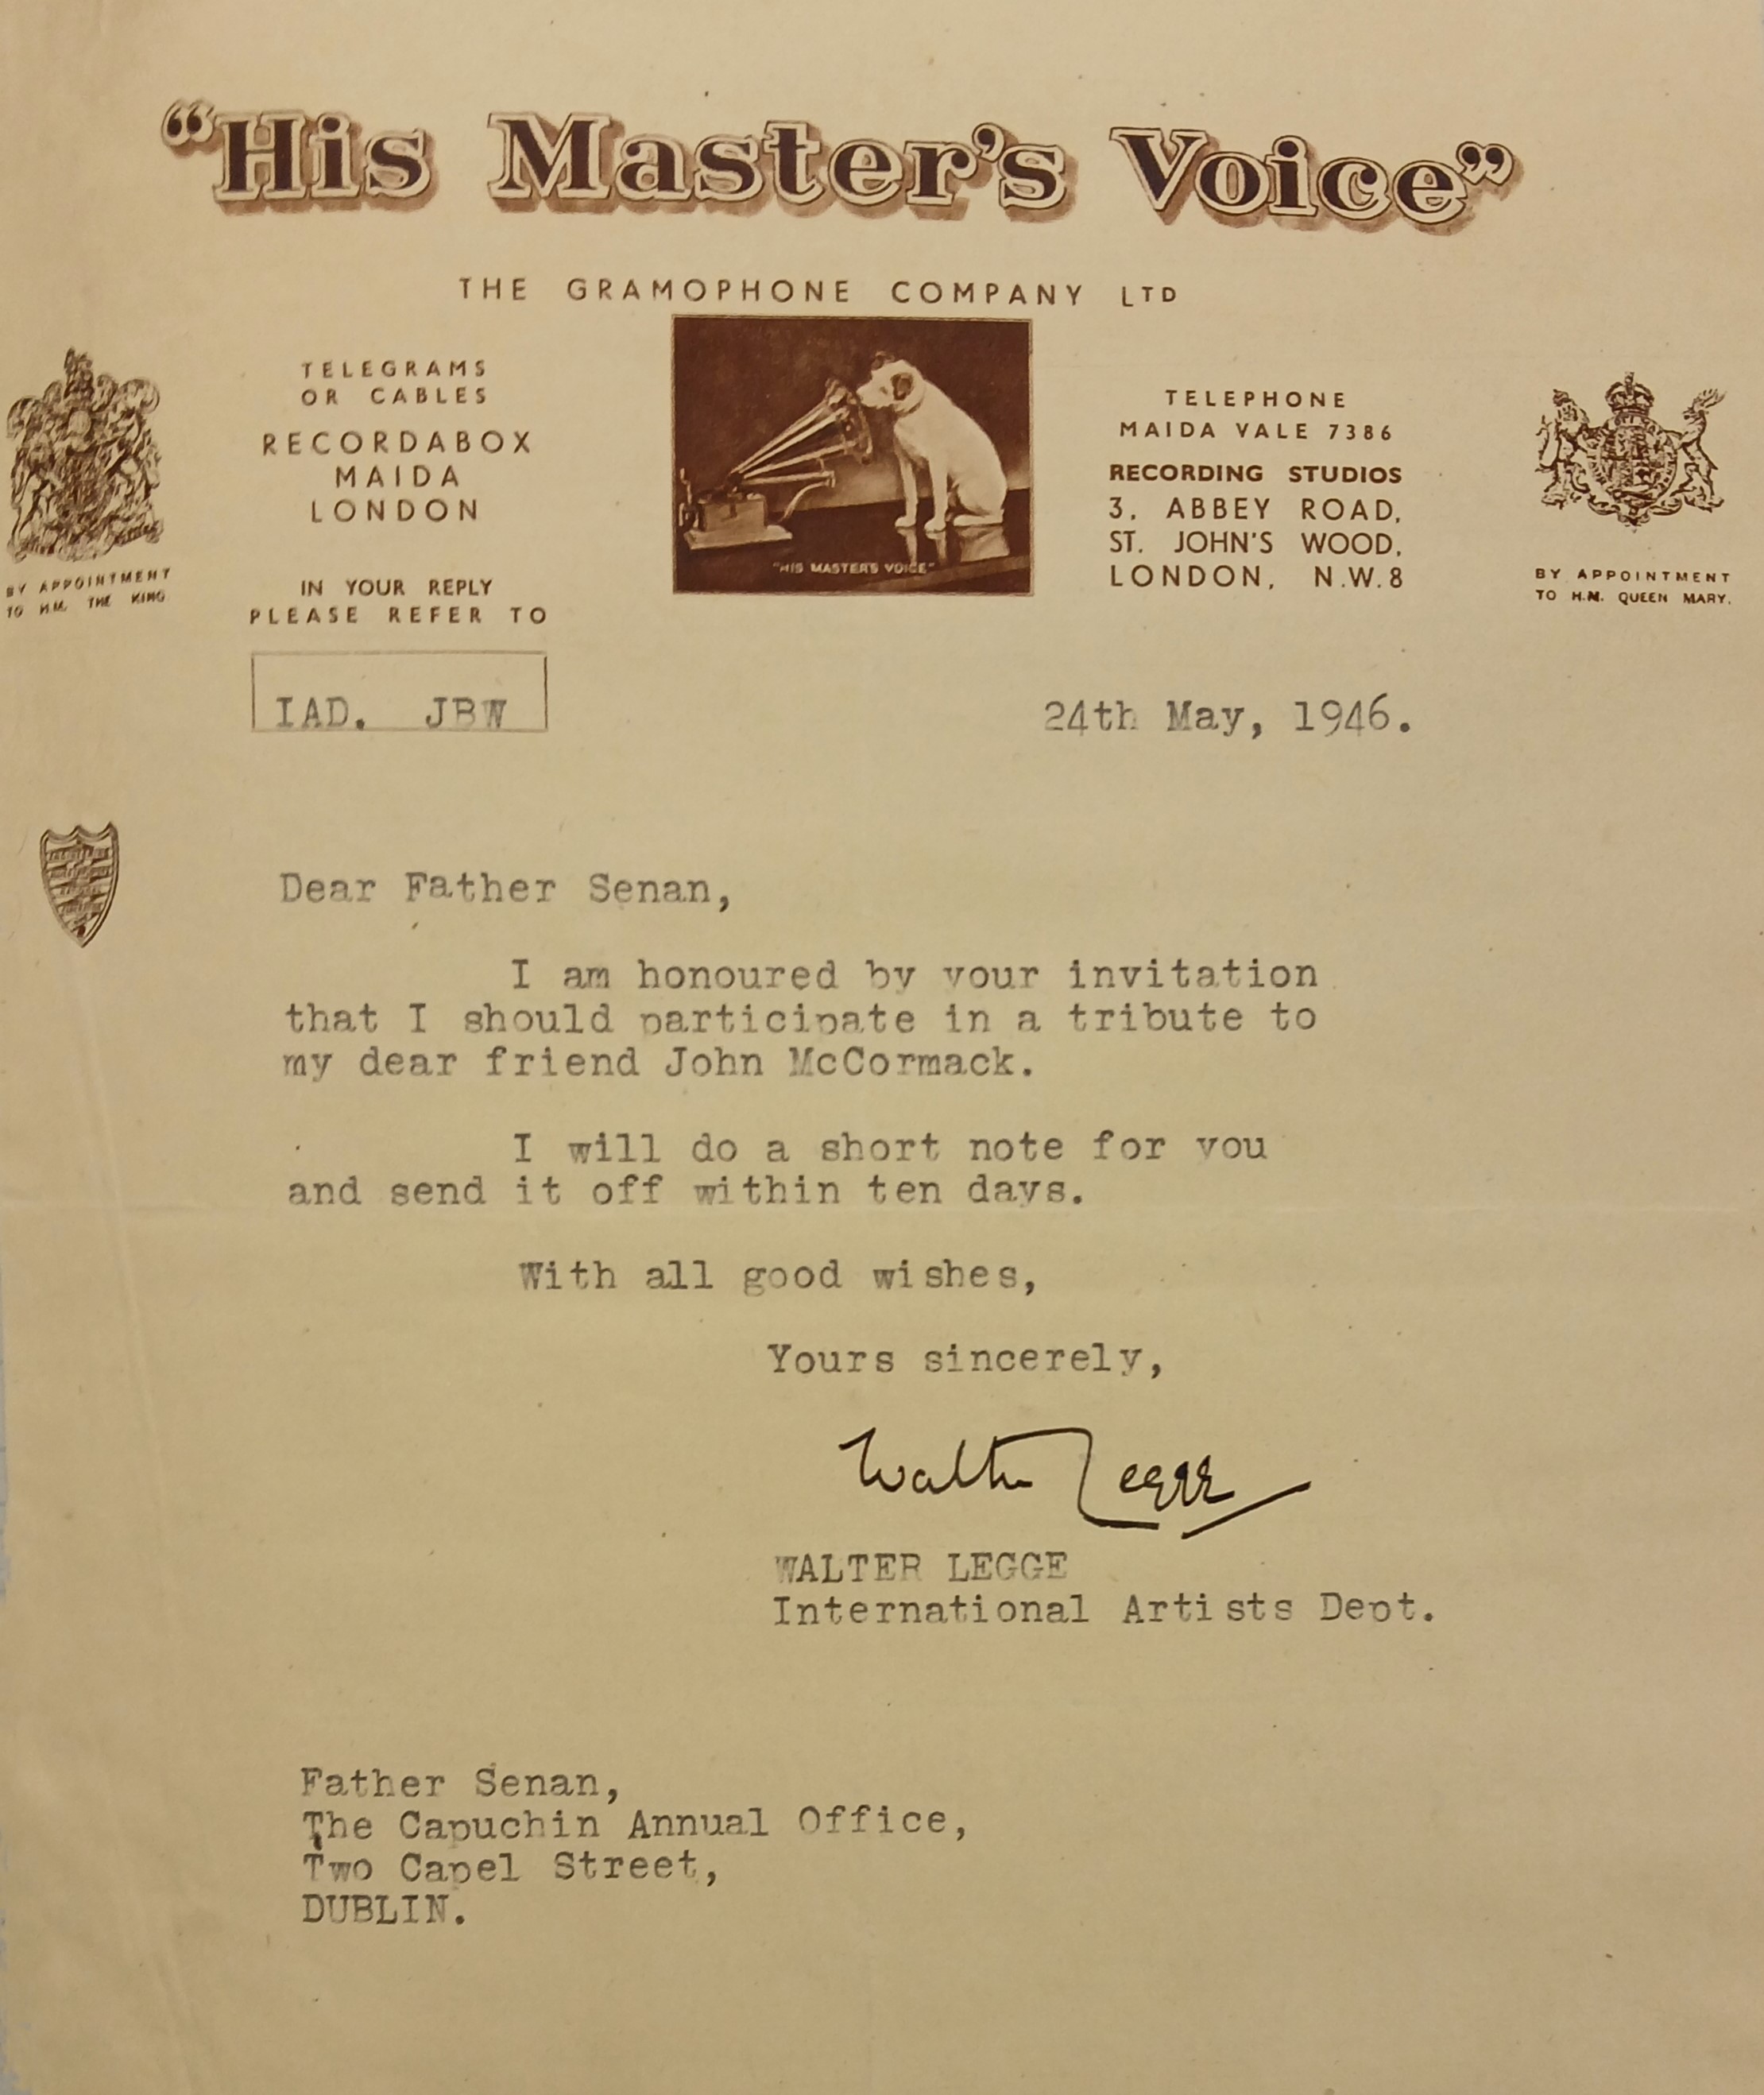 “His Master's Voice”
THE GRAMOPHONE COMPANY LTD
TELEGRAMS
OR CABLES
RECORDABOX
MAIDA
LONDON
IN YOUR REPLY
PLEASE REFER TO
"HIS MASTER'S VOICE"
TELEPHONE
MAIDA VALE 7386
RECORDING STUDIOS
3, ABBEY ROAD,
ST. JOHN'S WOOD,
LONDON, N.W.8
BY APPOINTMENT
TO H.M. THE KING
BY APPOINTMENT
TO H.M. QUEEN MARY.
IAD. JBW
24th May, 1946.
Dear Father Senan,
I am honoured by your invitation
that I should participate in a tribute to
my dear friend John McCormack.
I will do a short note for you
and send it off within ten days.
With all good wishes,
Yours sincerely,
Walter Legge
WALTER LEGGE
International Artists Dept.
Father Senan,
The Capuchin Annual Office,
Two Capel Street,
DUBLIN.